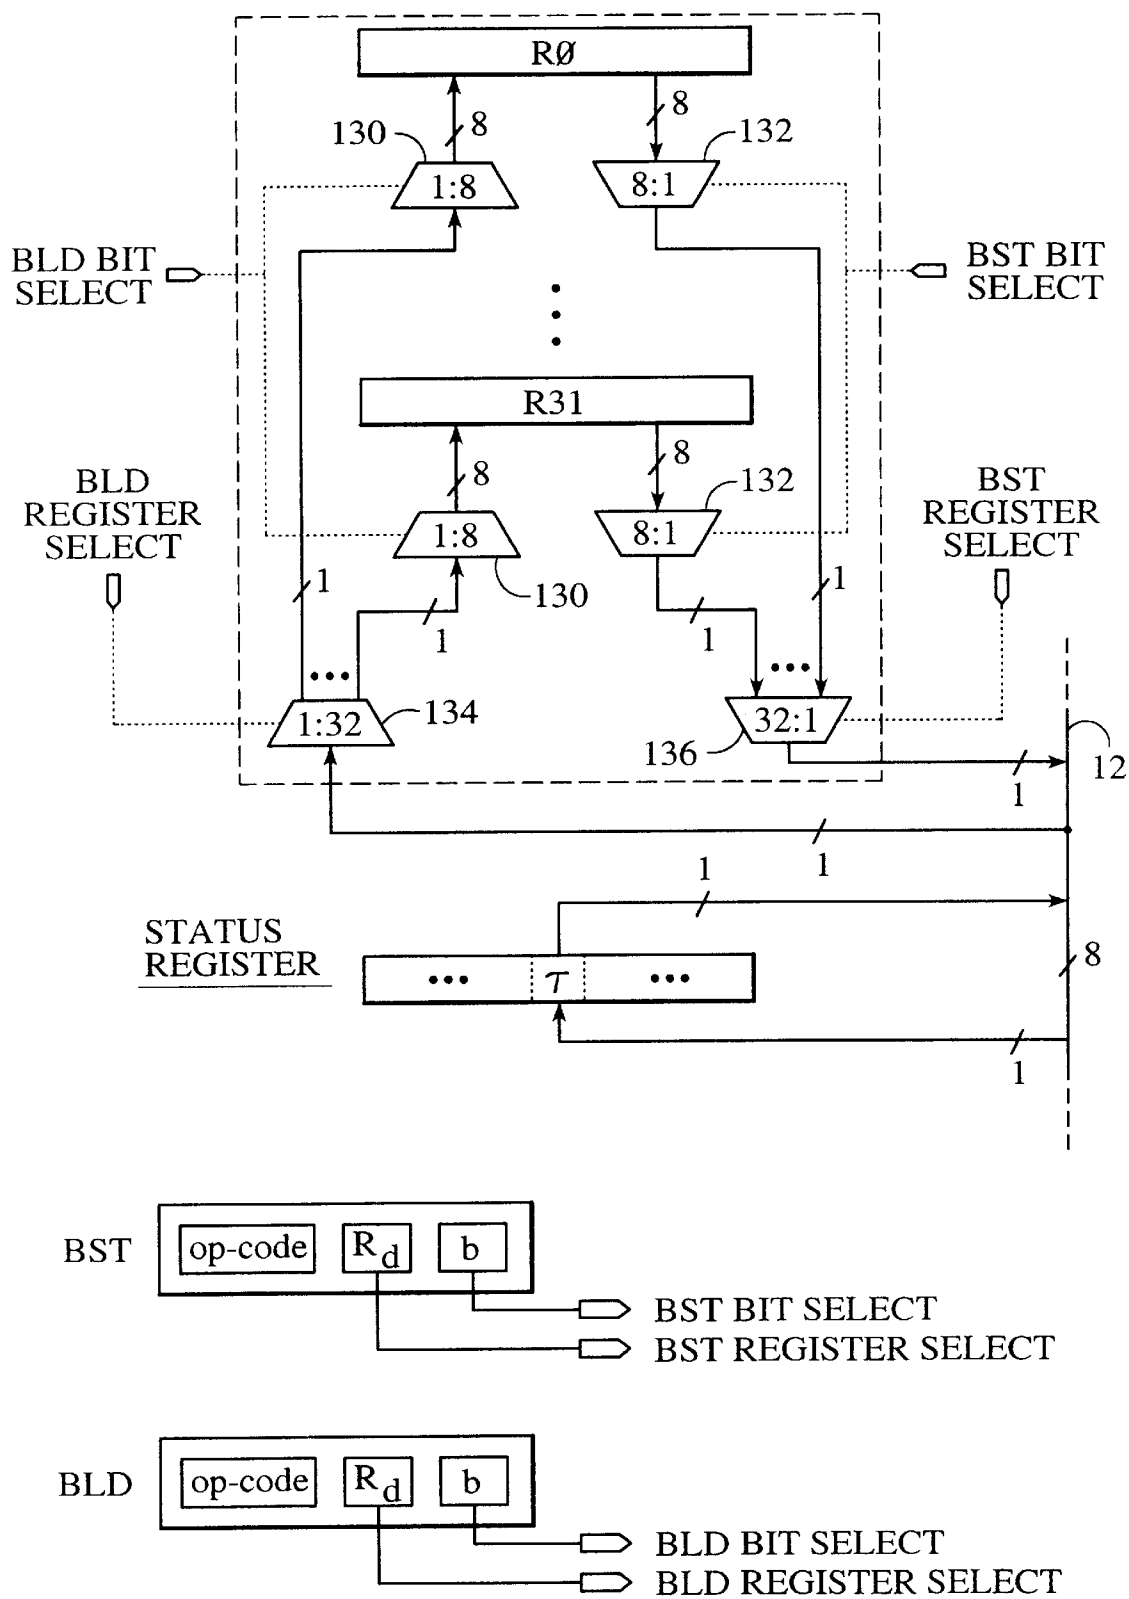 RØ
8
8
130
132
1:8
8:1
BLD BIT
SELECT
BST BIT
SELECT
R31
8
8
BLD
REGISTER
SELECT
132
BST
REGISTER
SELECT
1:8
8:1
1
130
1
1
1
1:32
134
32:1
136
12
1
1
1
STATUS
REGISTER
τ
8
1
BST
op-code
Rd
b
BST BIT SELECT
BST REGISTER SELECT
BLD
op-code
Rd
b
BLD BIT SELECT
BLD REGISTER SELECT